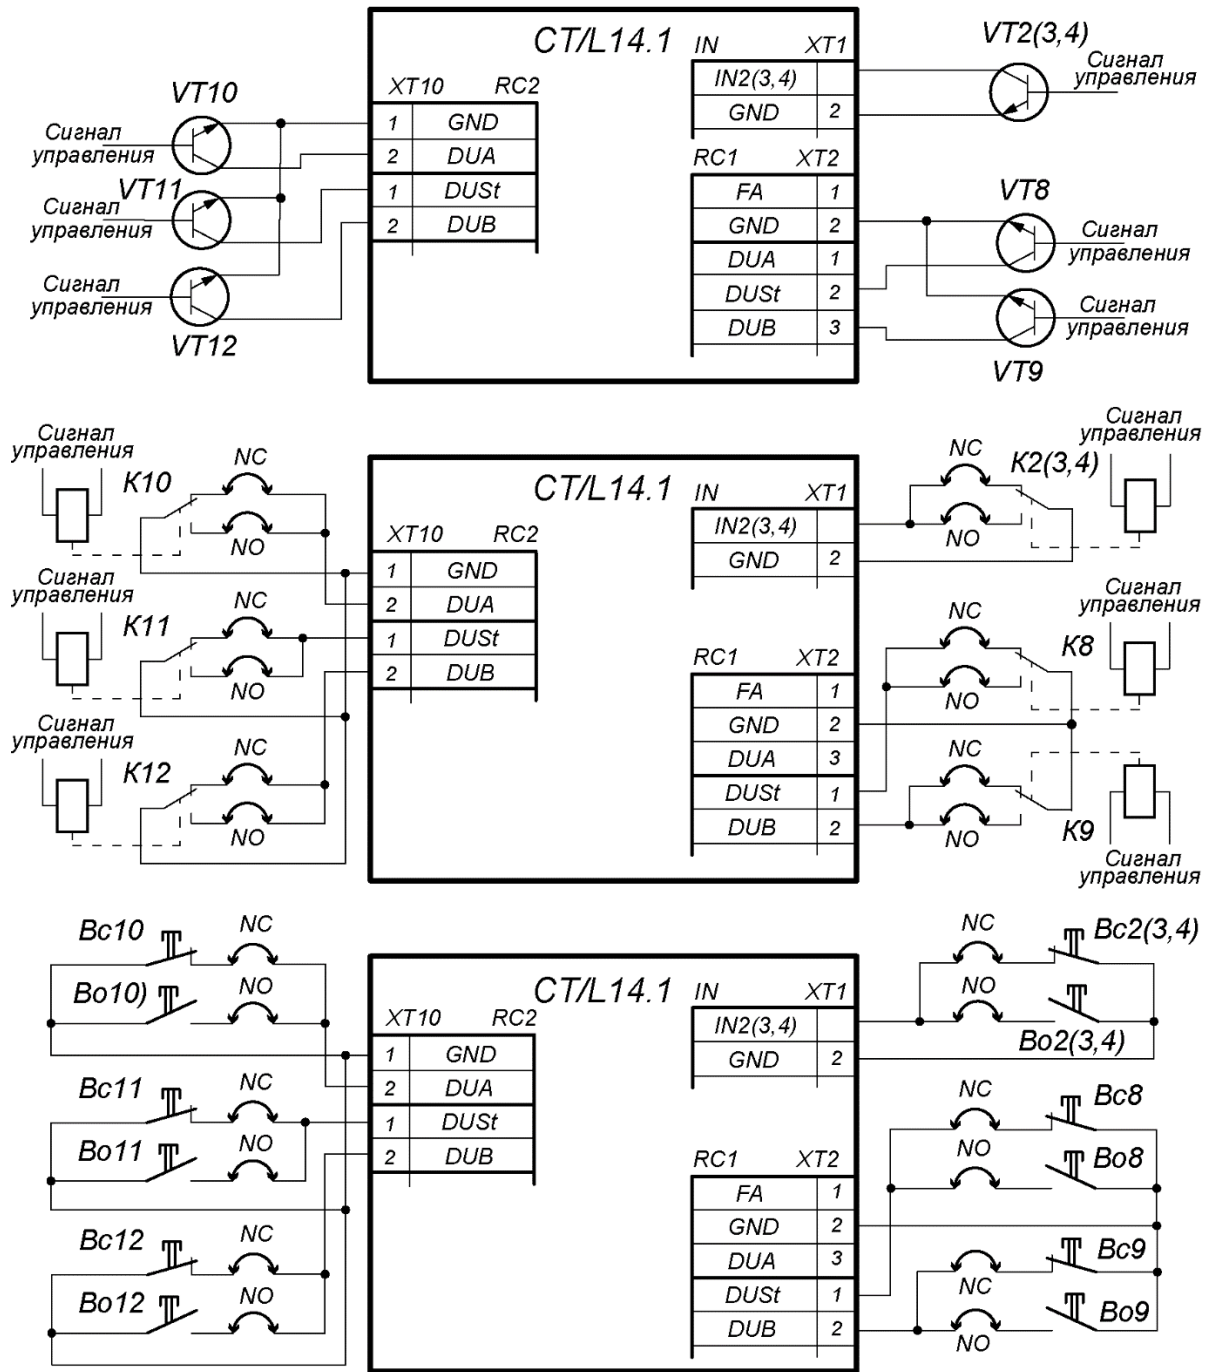 CT/L14.1
IN XT1
IN2(3,4)
GND 2
VT2(3,4)
Сигнал
управления
XT10 RC2
1 GND
2 DUA
1 DUSt
2 DUB
VT10
Сигнал
управления
VT11
Сигнал
управления
Сигнал
управления
VT12
RC1 XT2
FA 1
GND 2
DUA 1
DUSt 2
DUB 3
VT8
Сигнал
управления
Сигнал
управления
VT9
Сигнал
управления
K10
NC
NO
Сигнал
управления
K11
NC
NO
Сигнал
управления
K12
NC
NO
CT/L14.1
XT10 RC2
1 GND
2 DUA
1 DUSt
2 DUB
IN XT1
IN2(3,4)
GND 2
RC1 XT2
FA 1
GND 2
DUA 3
DUSt 1
DUB 2
NC
NO
K2(3,4)
Сигнал
управления
NC
NO
K8
Сигнал
управления
NC
NO
K9
Сигнал
управления
Bc10
NC
Bo10)
NO
Bc11
NC
Bo11
NO
Bc12
NC
Bo12
NO
CT/L14.1
XT10 RC2
1 GND
2 DUA
1 DUSt
2 DUB
IN XT1
IN2(3,4)
GND 2
RC1 XT2
FA 1
GND 2
DUA 3
DUSt 1
DUB 2
NC
Bc2(3,4)
NO
Bo2(3,4)
NC
Bc8
NO
Bo8
Bc9
NC
Bo9
NO